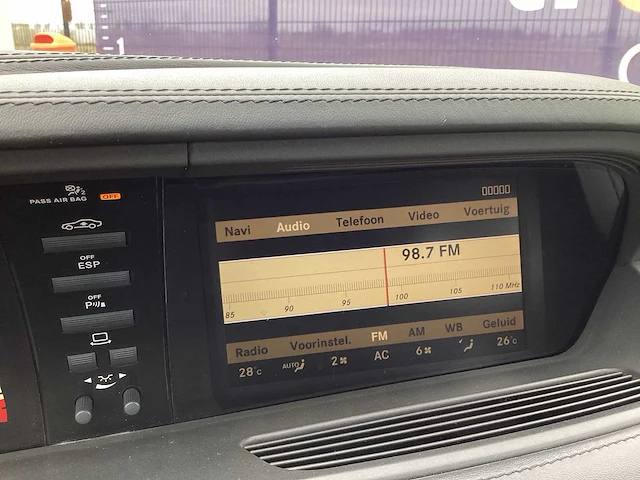 1
PASS AIR BAG OFF
OFF
ESP
OFF
P
Navi Audio Telefoon Video Voertuig
98.7 FM
85 90 95 100 105 110 MHz
Radio Voorinstel. FM AM WB Geluid
28°C AUTO 2 AC 6 26°C